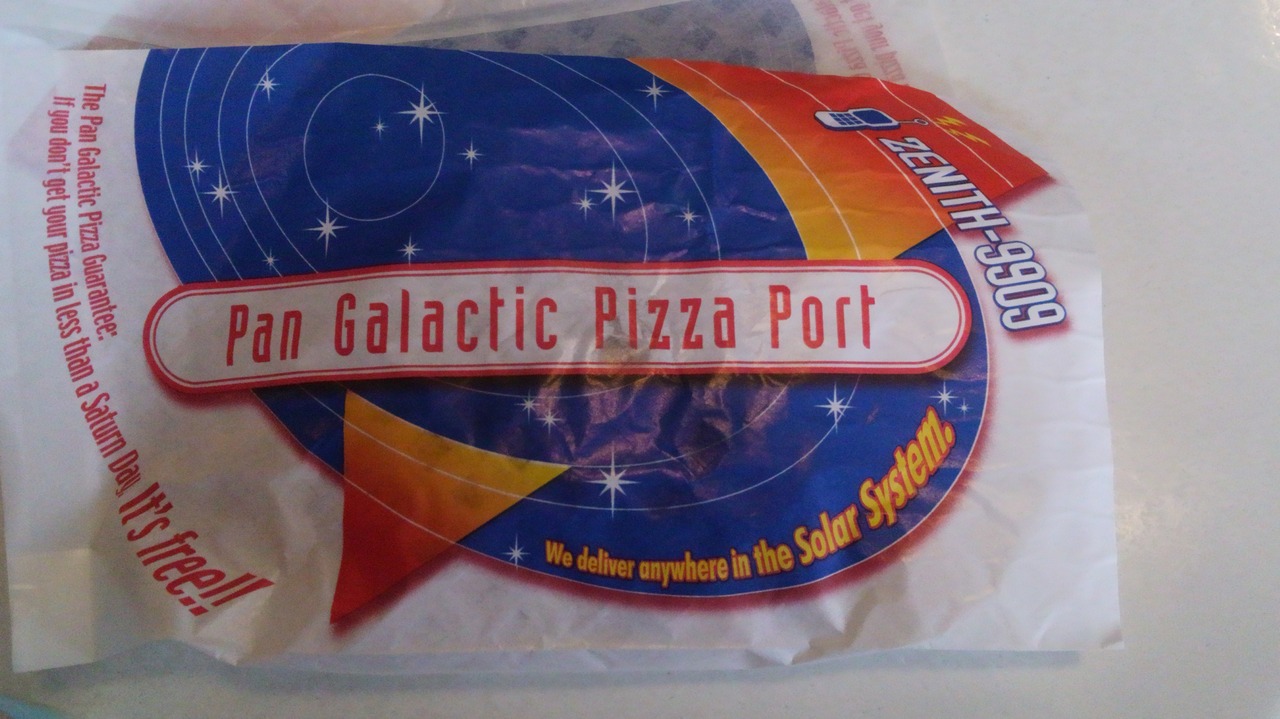 The Pan Galactic Pizza Guarantee:
If you don't get your pizza in less than a Saturn Day, It's free!!
Pan Galactic Pizza Port
ZENITH-9909
We deliver anywhere in the Solar System.